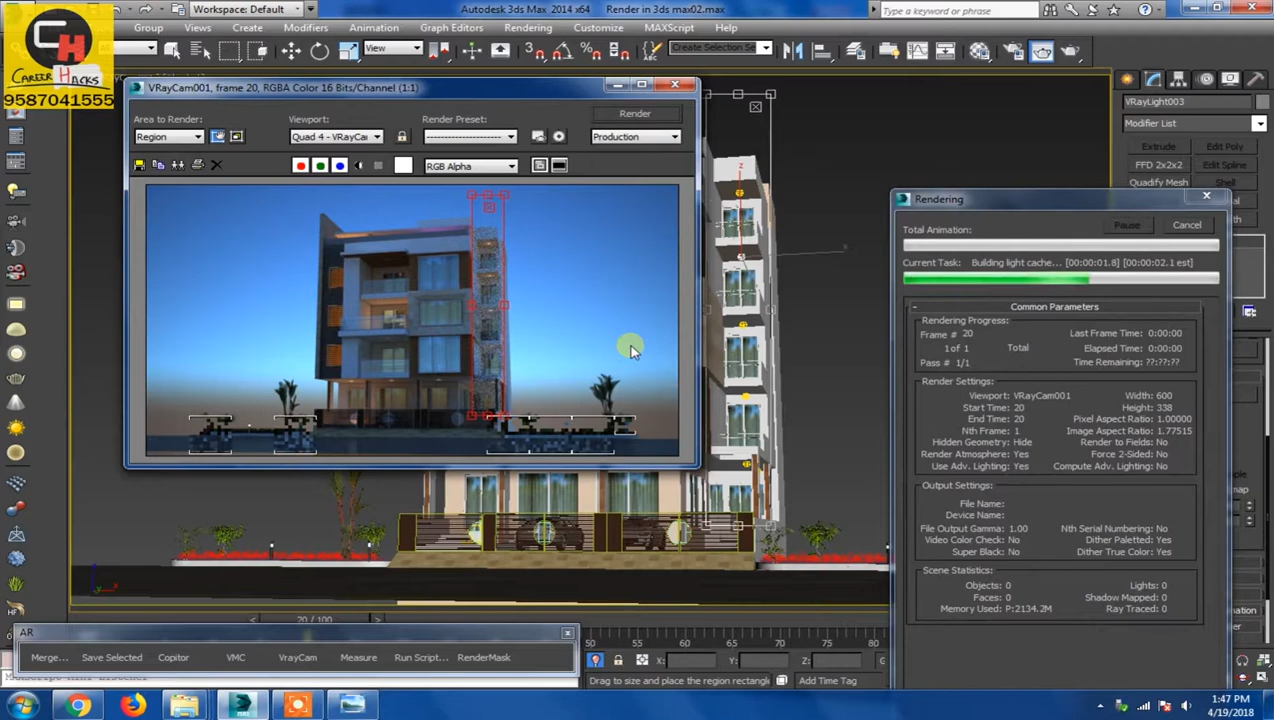 Workspace: Default
Autodesk 3ds Max 2014 x64
Render in 3ds max02.max
Type a keyword or phrase
Group
Views
Create
Modifiers
Animation
Graph Editors
Rendering
Customize
MAXScript
Help
All
View
Create Selection Se
CH
CAREER
HACKS
9587041555
VRayCam001, frame 20, RGBA Color 16 Bits/Channel (1:1)
Area to Render:
Viewport:
Render Preset:
Render
Region
Quad 4 - VRayCai
--------------------
Production
RGB Alpha
VRayLight003
Modifier List
Extrude
Edit Poly
FFD 2x2x2
Edit Spline
Quadify Mesh
Shell
Rendering
Total Animation:
Pause
Cancel
Current Task: Building light cache... [00:00:01.8] [00:00:02.1 est]
Common Parameters
Rendering Progress:
Frame # 20
Last Frame Time: 0:00:00
1 of 1 Total
Elapsed Time: 0:00:00
Pass # 1/1
Time Remaining: ??:??:??
Render Settings:
Viewport: VRayCam001
Width: 600
Start Time: 20
Height: 338
End Time: 20
Pixel Aspect Ratio: 1.00000
Nth Frame: 1
Image Aspect Ratio: 1.77515
Hidden Geometry: Hide
Render to Fields: No
Render Atmosphere: Yes
Force 2-Sided: No
Use Adv. Lighting: Yes
Compute Adv. Lighting: No
Output Settings:
File Name:
Device Name:
File Output Gamma: 1.00
Nth Serial Numbering: No
Video Color Check: No
Dither Paletted: Yes
Super Black: No
Dither True Color: Yes
Scene Statistics:
Objects: 0
Lights: 0
Faces: 0
Shadow Mapped: 0
Memory Used: P:2134.2M
Ray Traced: 0
20 / 100
AR
Merge...
Save Selected
Copitor
VMC
VrayCam
Measure
Run Script...
RenderMask
50 55 60 65 70 75 80
X:
Y:
Z:
Drag to size and place the region rectangle
Add Time Tag
HF
1:47 PM
4/19/2018